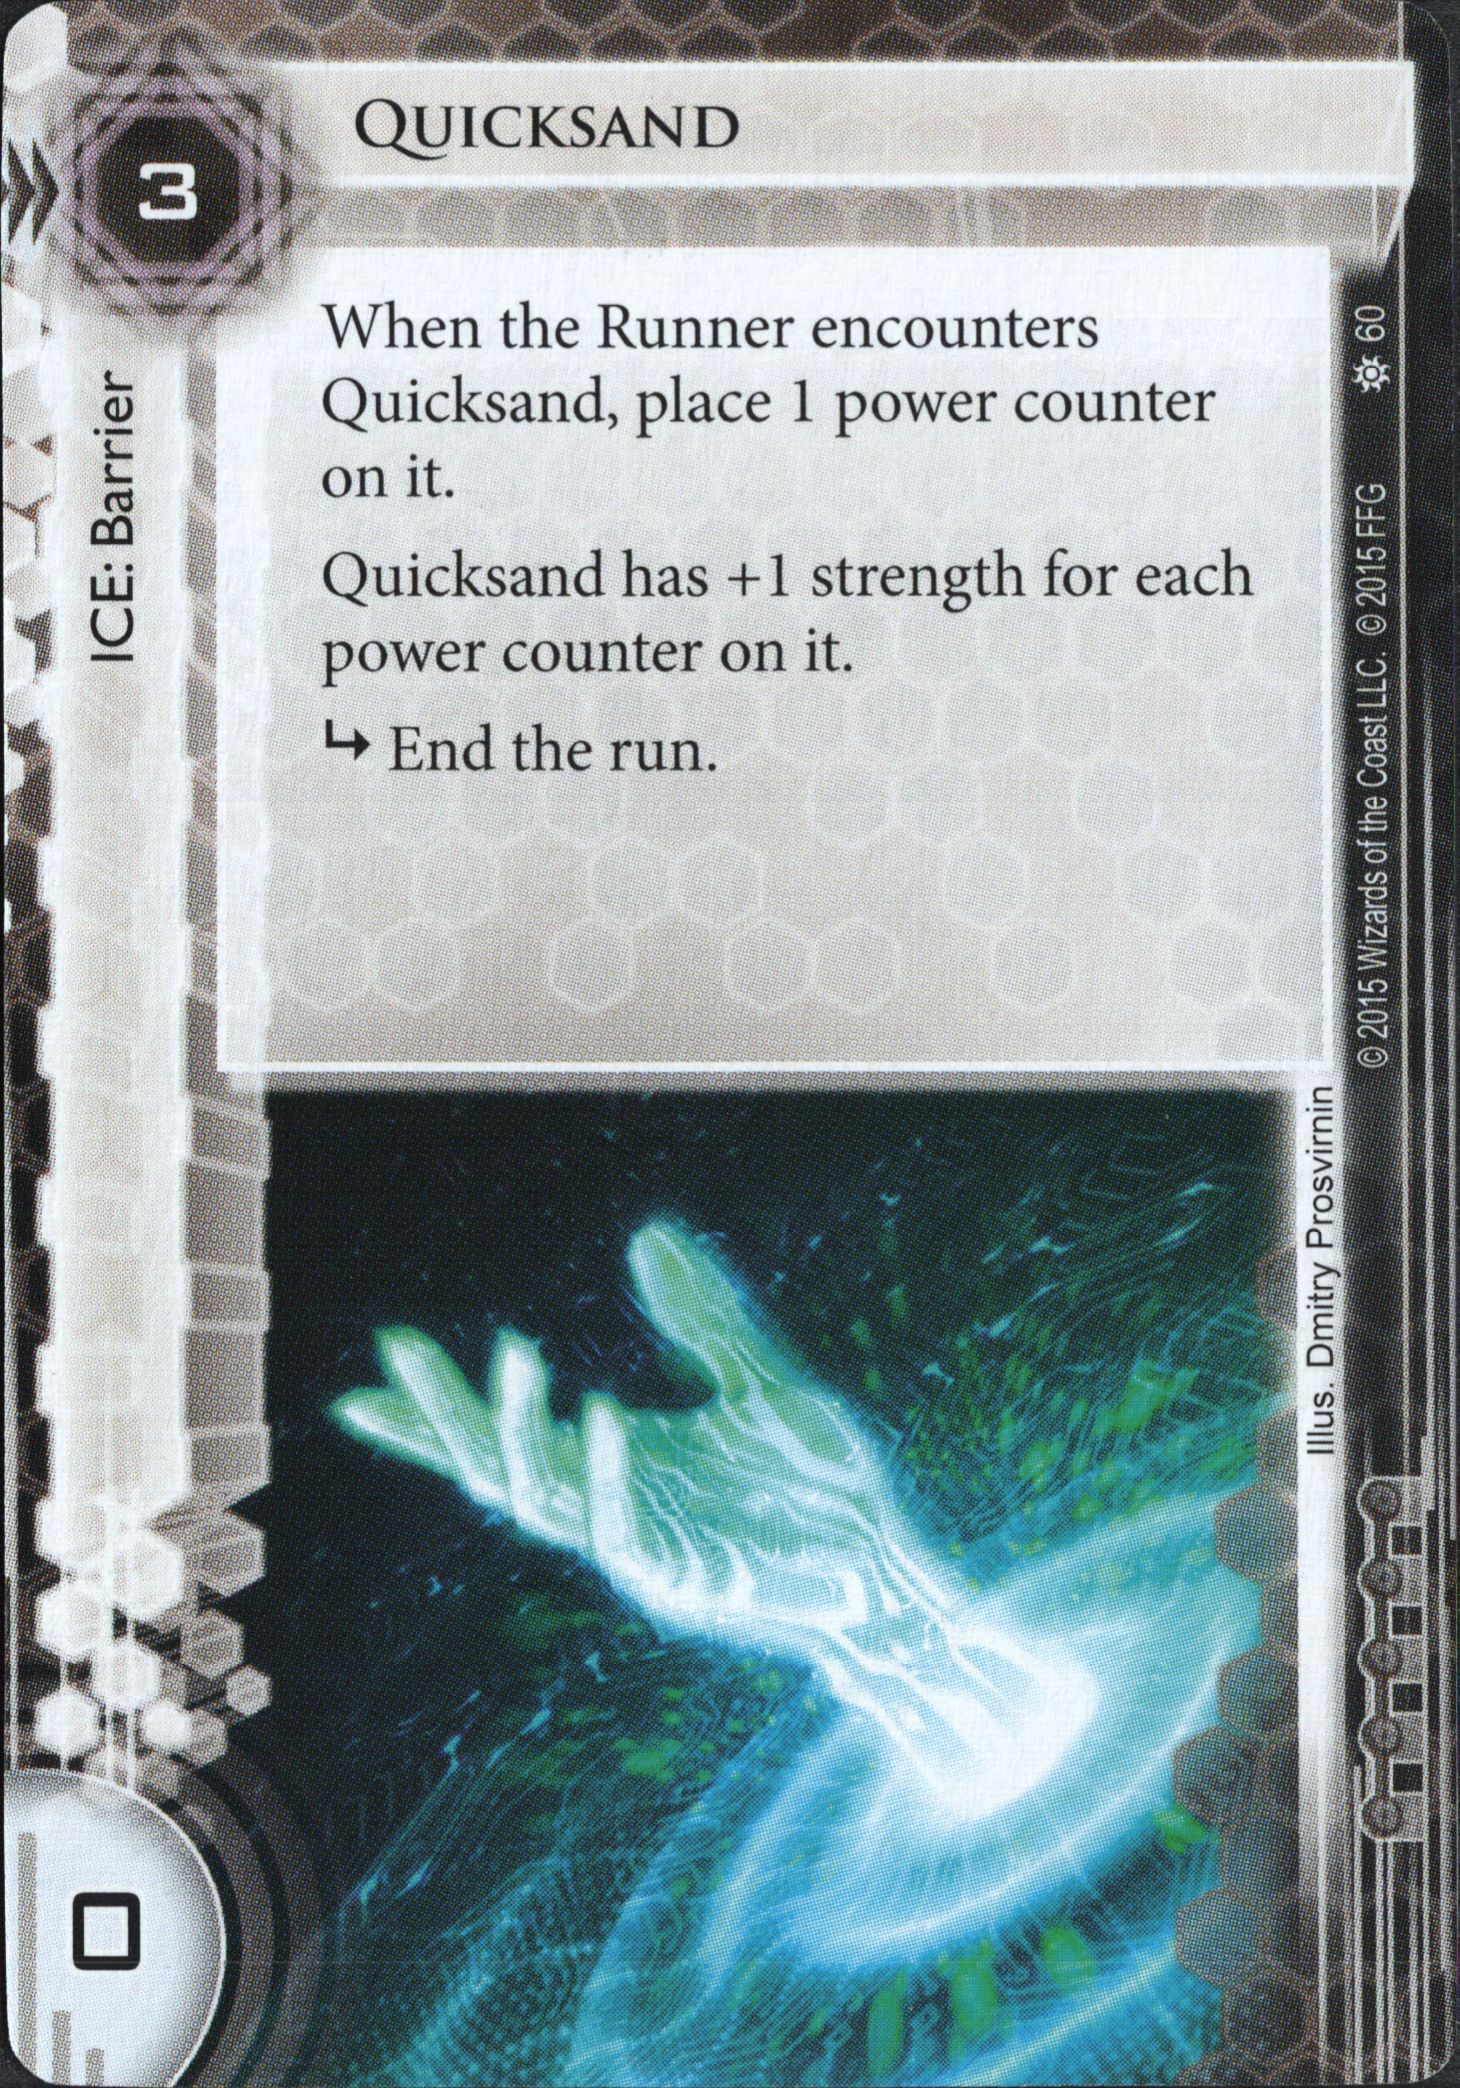 QUICKSAND
3
ICE: Barrier
When the Runner encounters
Quicksand, place 1 power counter
on it.
Quicksand has +1 strength for each
power counter on it.
↳ End the run.
60
© 2015 Wizards of the Coast LLC. © 2015 FFG
Illus. Dmitry Prosvirnin
0